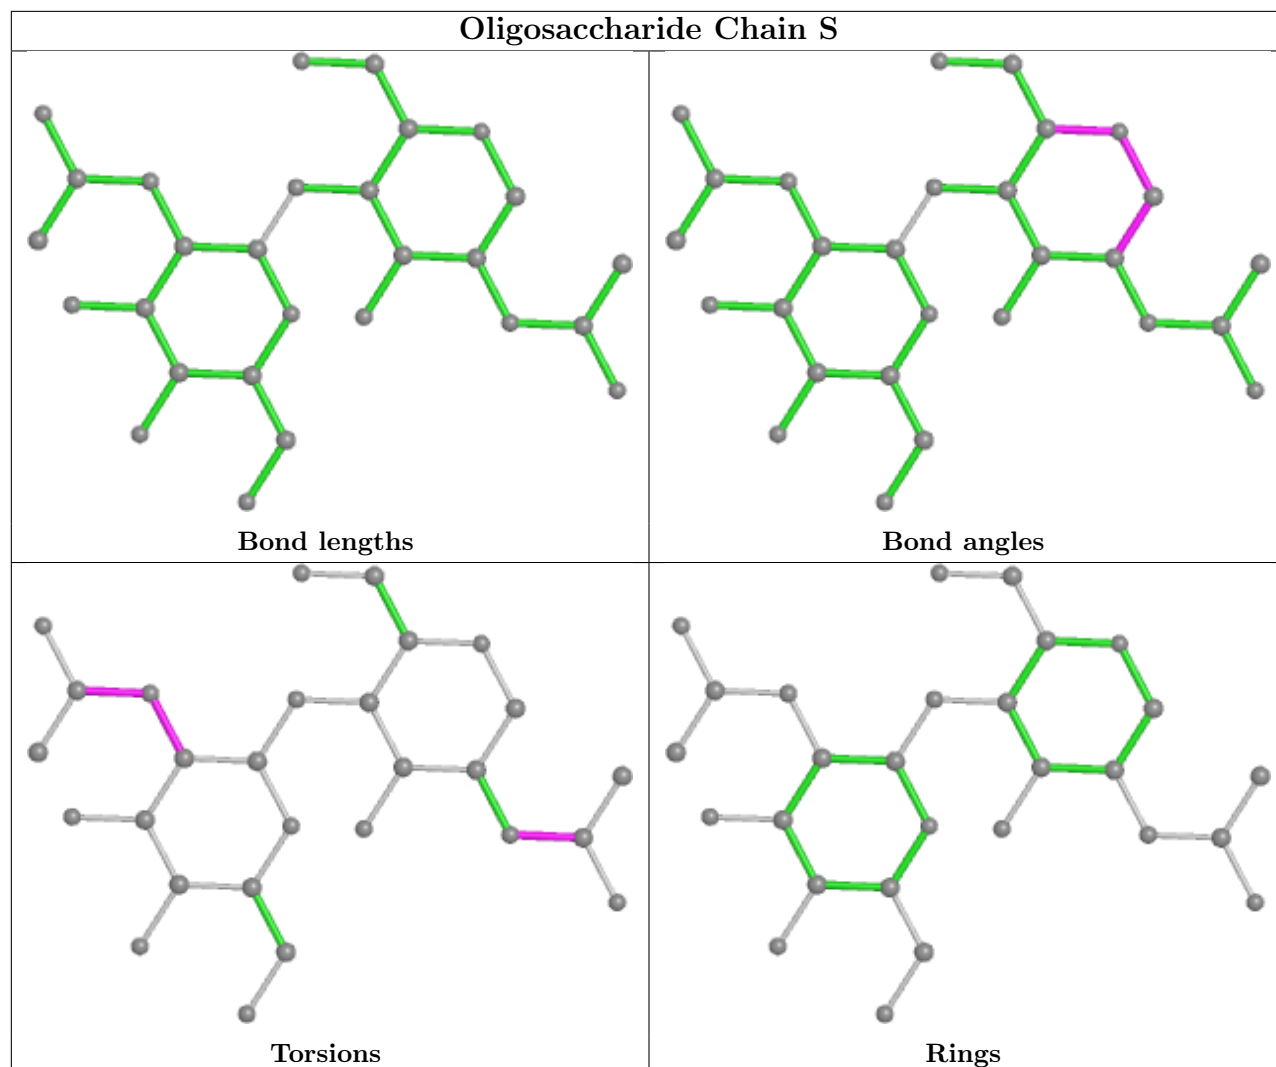 Oligosaccharide Chain S
Bond lengths
Bond angles
Torsions
Rings